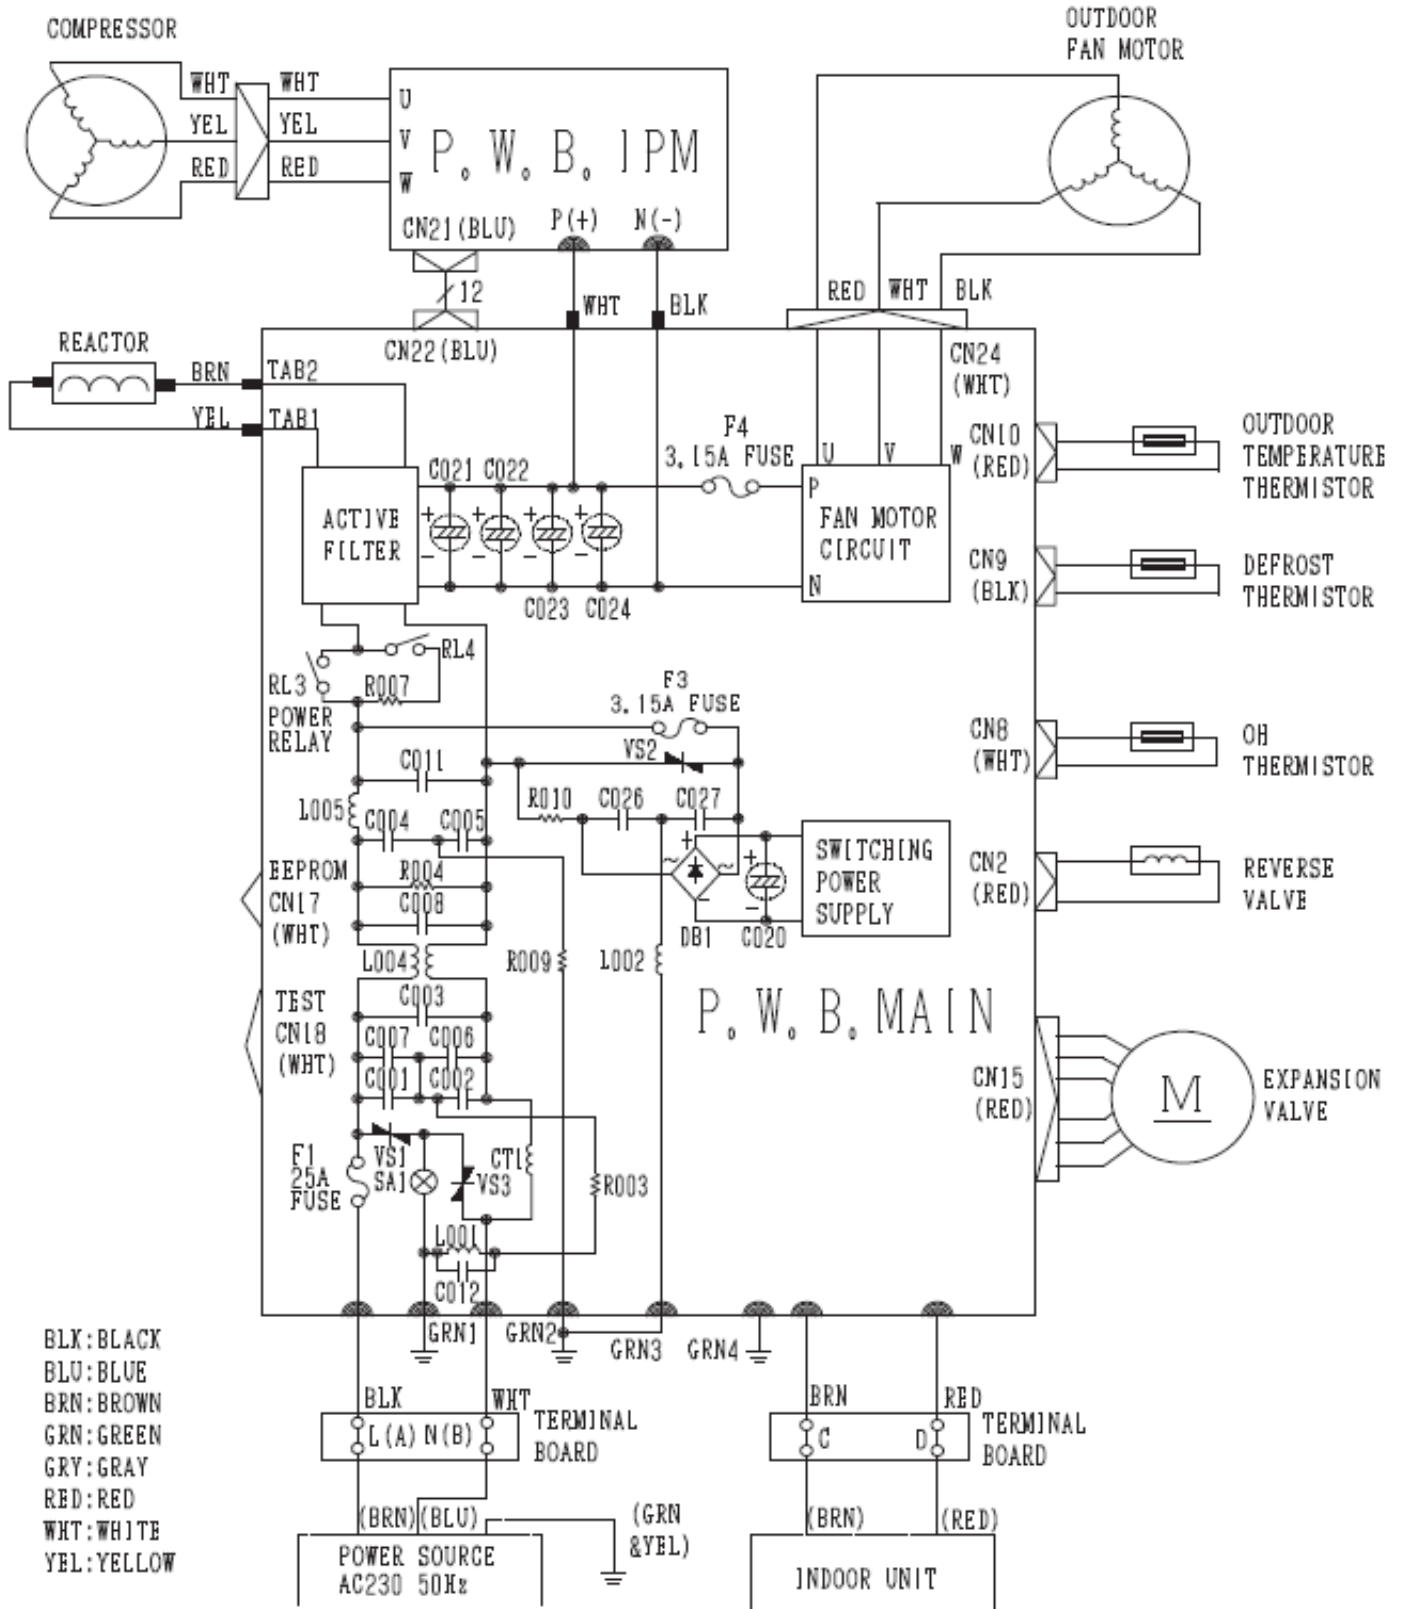 COMPRESSOR
OUTDOOR
FAN MOTOR
WHT
WHT
YEL
YEL
RED
RED
U
V
W
P.W.B. IPM
CN21(BLU)
P(+)
N(-)
12
WHT
BLK
RED
WHT
BLK
REACTOR
CN22(BLU)
CN24
(WHT)
BRN
TAB2
YEL
TAB1
F4
3.15A FUSE
U
V
W
CN10
(RED)
OUTDOOR
TEMPERATURE
THERMISTOR
C021
C022
+
+
+
+
-
-
-
-
P
N
ACTIVE
FILTER
FAN MOTOR
CIRCUIT
CN9
(BLK)
DEFROST
THERMISTOR
C023
C024
RL4
RL3
R007
POWER
RELAY
F3
3.15A FUSE
VS2
CN8
(WHT)
OH
THERMISTOR
C011
L005
R010
C026
C027
C004
C005
+
~
~
-
+
-
SWITCHING
POWER
SUPPLY
CN2
(RED)
REVERSE
VALVE
EEPROM
CN17
(WHT)
R004
C008
DB1
C020
L004
R009
L002
TEST
CN18
(WHT)
C003
P.W.B.MAIN
C007
C006
C001
C002
CN15
(RED)
M
EXPANSION
VALVE
F1
25A
FUSE
VS1
SA1
VS3
CT1
R003
L001
C012
GRN1
GRN2
GRN3
GRN4
BLK:BLACK
BLU:BLUE
BRN:BROWN
GRN:GREEN
GRY:GRAY
RED:RED
WHT:WHITE
YEL:YELLOW
BLK
WHT
L(A)
N(B)
TERMINAL
BOARD
BRN
RED
C
D
TERMINAL
BOARD
(BRN)
(BLU)
(GRN
&YEL)
(BRN)
(RED)
POWER SOURCE
AC230 50Hz
INDOOR UNIT